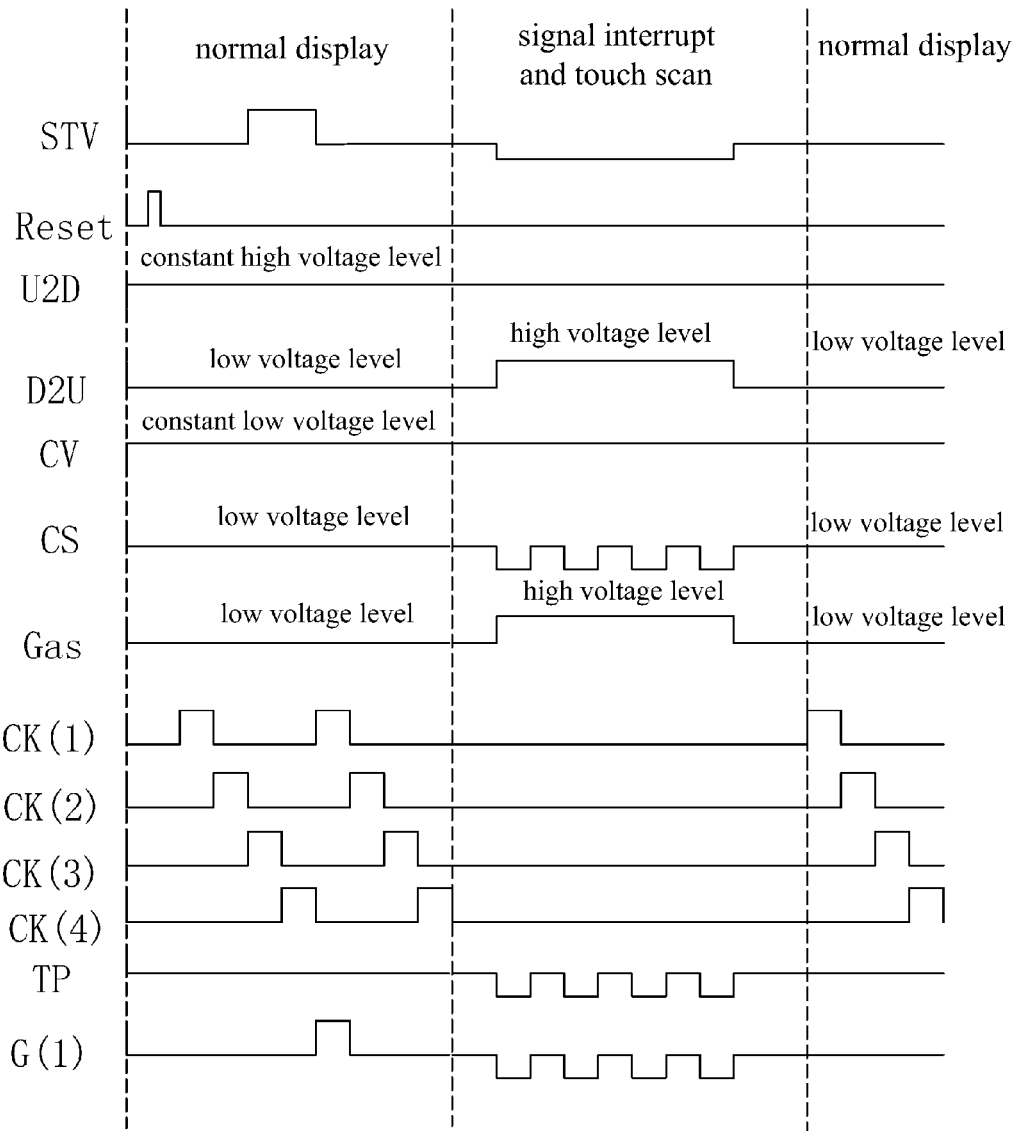 normal display
signal interrupt
and touch scan
normal display
STV
Reset
constant high voltage level
U2D
high voltage level
low voltage level
low voltage level
D2U
constant low voltage level
CV
low voltage level
low voltage level
CS
high voltage level
low voltage level
low voltage level
Gas
CK(1)
CK(2)
CK(3)
CK(4)
TP
G(1)